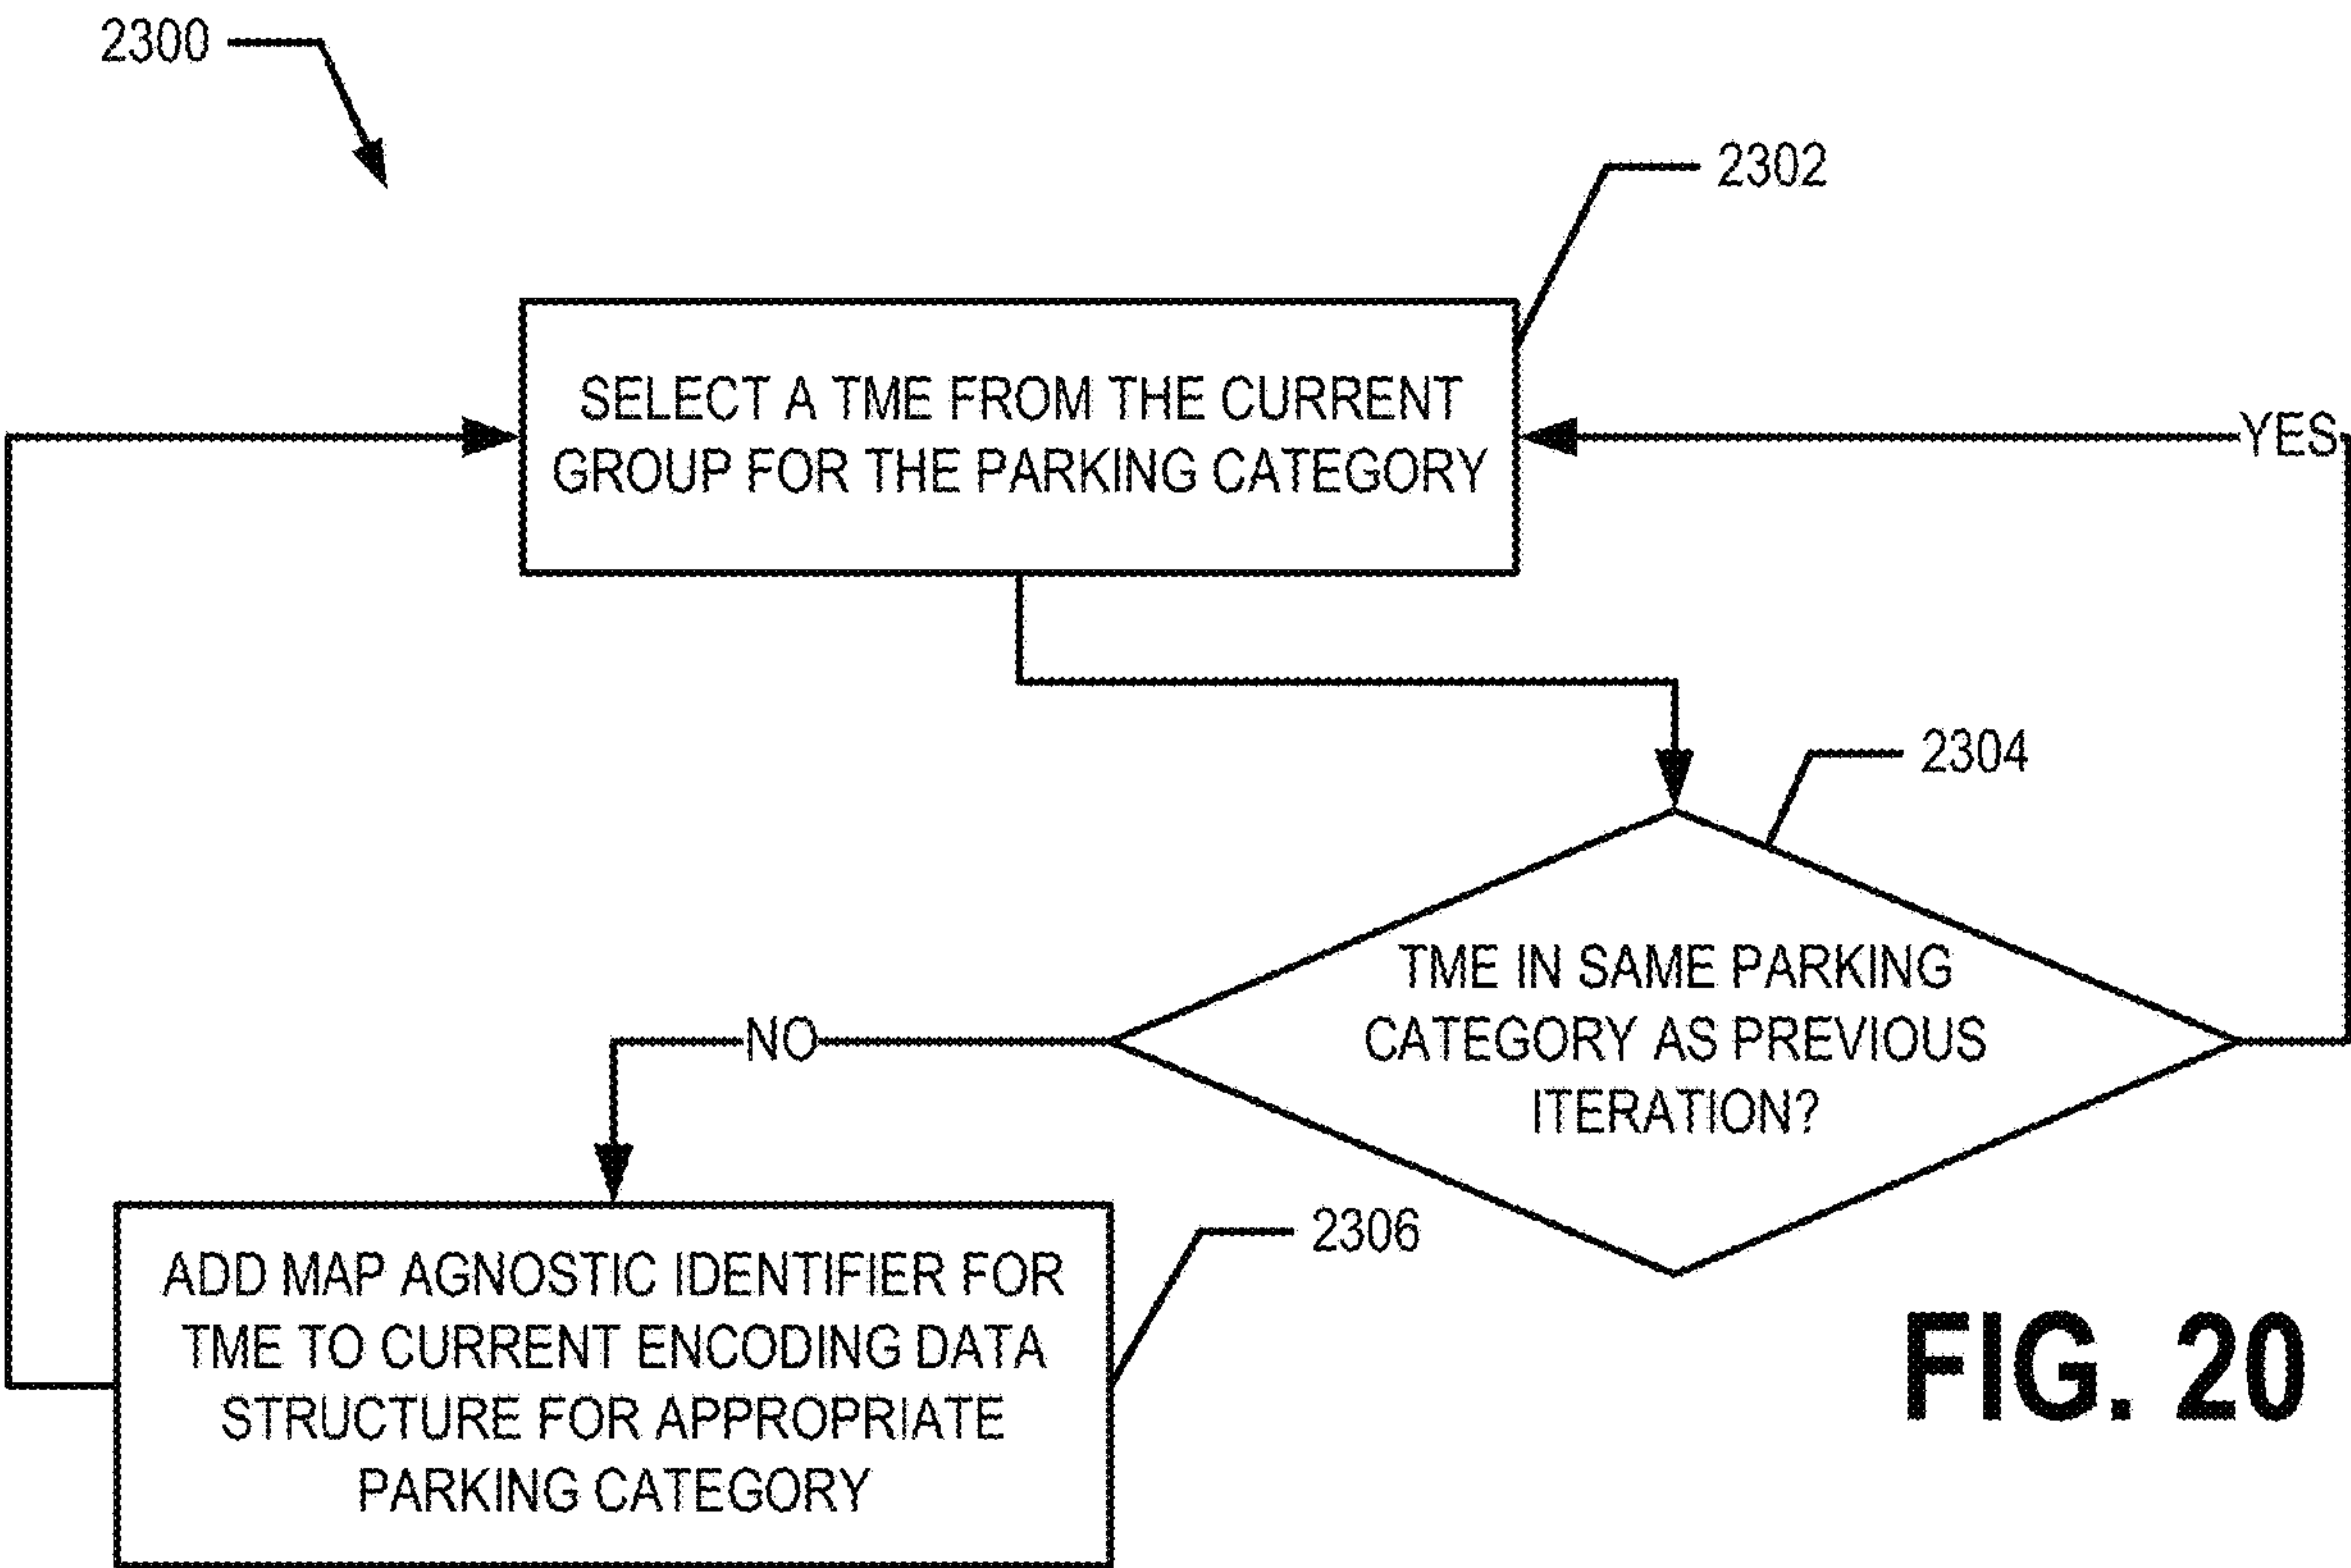 2300
2302
SELECT A TME FROM THE CURRENT
GROUP FOR THE PARKING CATEGORY
YES
2304
TME IN SAME PARKING
CATEGORY AS PREVIOUS
ITERATION?
NO
2306
ADD MAP AGNOSTIC IDENTIFIER FOR
TME TO CURRENT ENCODING DATA
STRUCTURE FOR APPROPRIATE
PARKING CATEGORY
FIG. 20